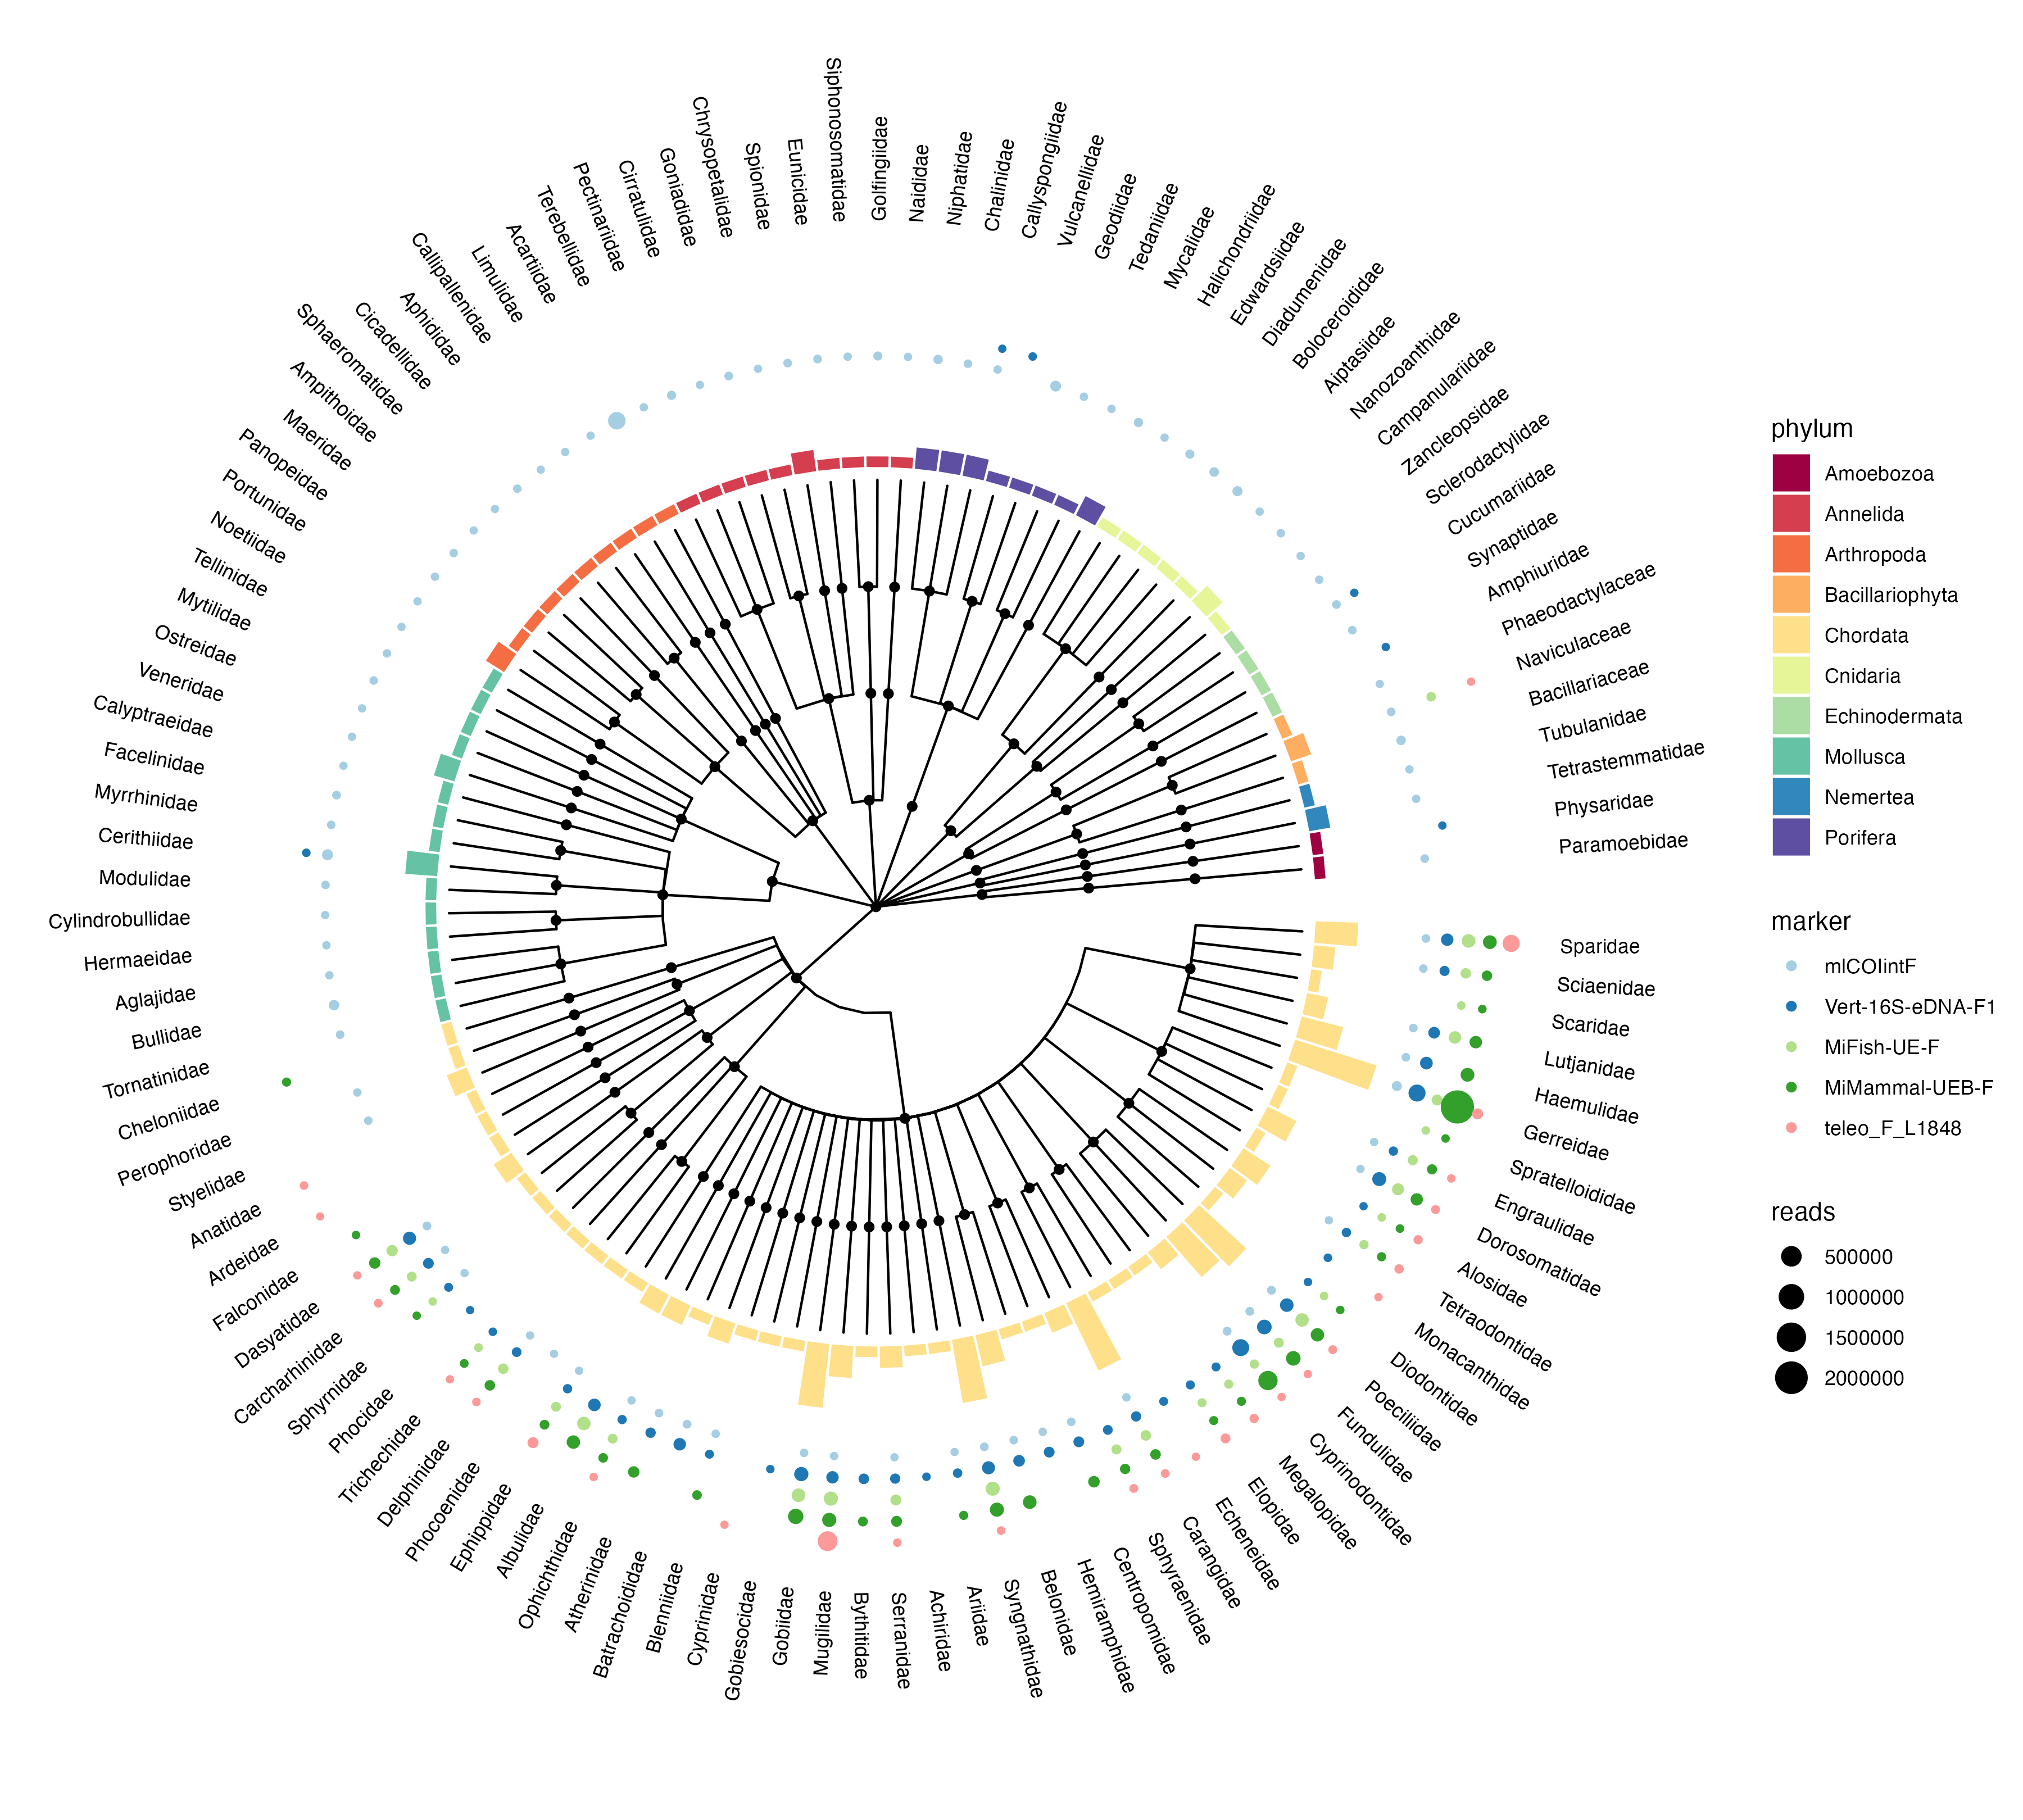 Siphonosomatidae
Golfingiidae
Naididae
Niphatidae
Chalinidae
Callyspongiidae
Vulcanellidae
Geodiidae
Tedaniidae
Mycalidae
Halichondriidae
Edwardsiidae
Diadumenidae
Boloceroididae
Aiptasiidae
Nanozoanthidae
Campanulariidae
Zancleopsidae
Sclerodactylidae
Cucumariidae
Synaptidae
Amphiuridae
Phaeodactylaceae
Naviculaceae
Bacillariaceae
Tubulanidae
Tetrastemmatidae
Physaridae
Paramoebidae
Sparidae
Sciaenidae
Scaridae
Lutjanidae
Haemulidae
Gerreidae
Spratelloididae
Engraulidae
Dorosomatidae
Alosidae
Tetraodontidae
Monacanthidae
Diodontidae
Poeciliidae
Fundulidae
Cyprinodontidae
Megalopidae
Elopidae
Echeneidae
Carangidae
Sphyraenidae
Centropomidae
Hemiramphidae
Belonidae
Syngnathidae
Ariidae
Achiridae
Serranidae
Bythitidae
Mugilidae
Gobiidae
Gobiesocidae
Cyprinidae
Blenniidae
Batrachoididae
Atherinidae
Ophichthidae
Albulidae
Ephippidae
Phocoenidae
Delphinidae
Trichechidae
Phocidae
Sphyrnidae
Carcharhinidae
Dasyatidae
Falconidae
Ardeidae
Anatidae
Styelidae
Perophoridae
Cheloniidae
Tornatinidae
Bullidae
Aglajidae
Hermaeidae
Cylindrobullidae
Modulidae
Cerithiidae
Myrrhinidae
Facelinidae
Calyptraeidae
Veneridae
Ostreidae
Mytilidae
Tellinidae
Noetiidae
Portunidae
Panopeidae
Maeridae
Ampithoidae
Sphaeromatidae
Cicadellidae
Aphididae
Callipallenidae
Limulidae
Acartiidae
Terebellidae
Pectinariidae
Cirratulidae
Goniadidae
Chrysopetalidae
Spionidae
Eunicidae
phylum
Amoebozoa
Annelida
Arthropoda
Bacillariophyta
Chordata
Cnidaria
Echinodermata
Mollusca
Nemertea
Porifera
marker
mlCOIintF
Vert-16S-eDNA-F1
MiFish-UE-F
MiMammal-UEB-F
teleo_F_L1848
reads
500000
1000000
1500000
2000000